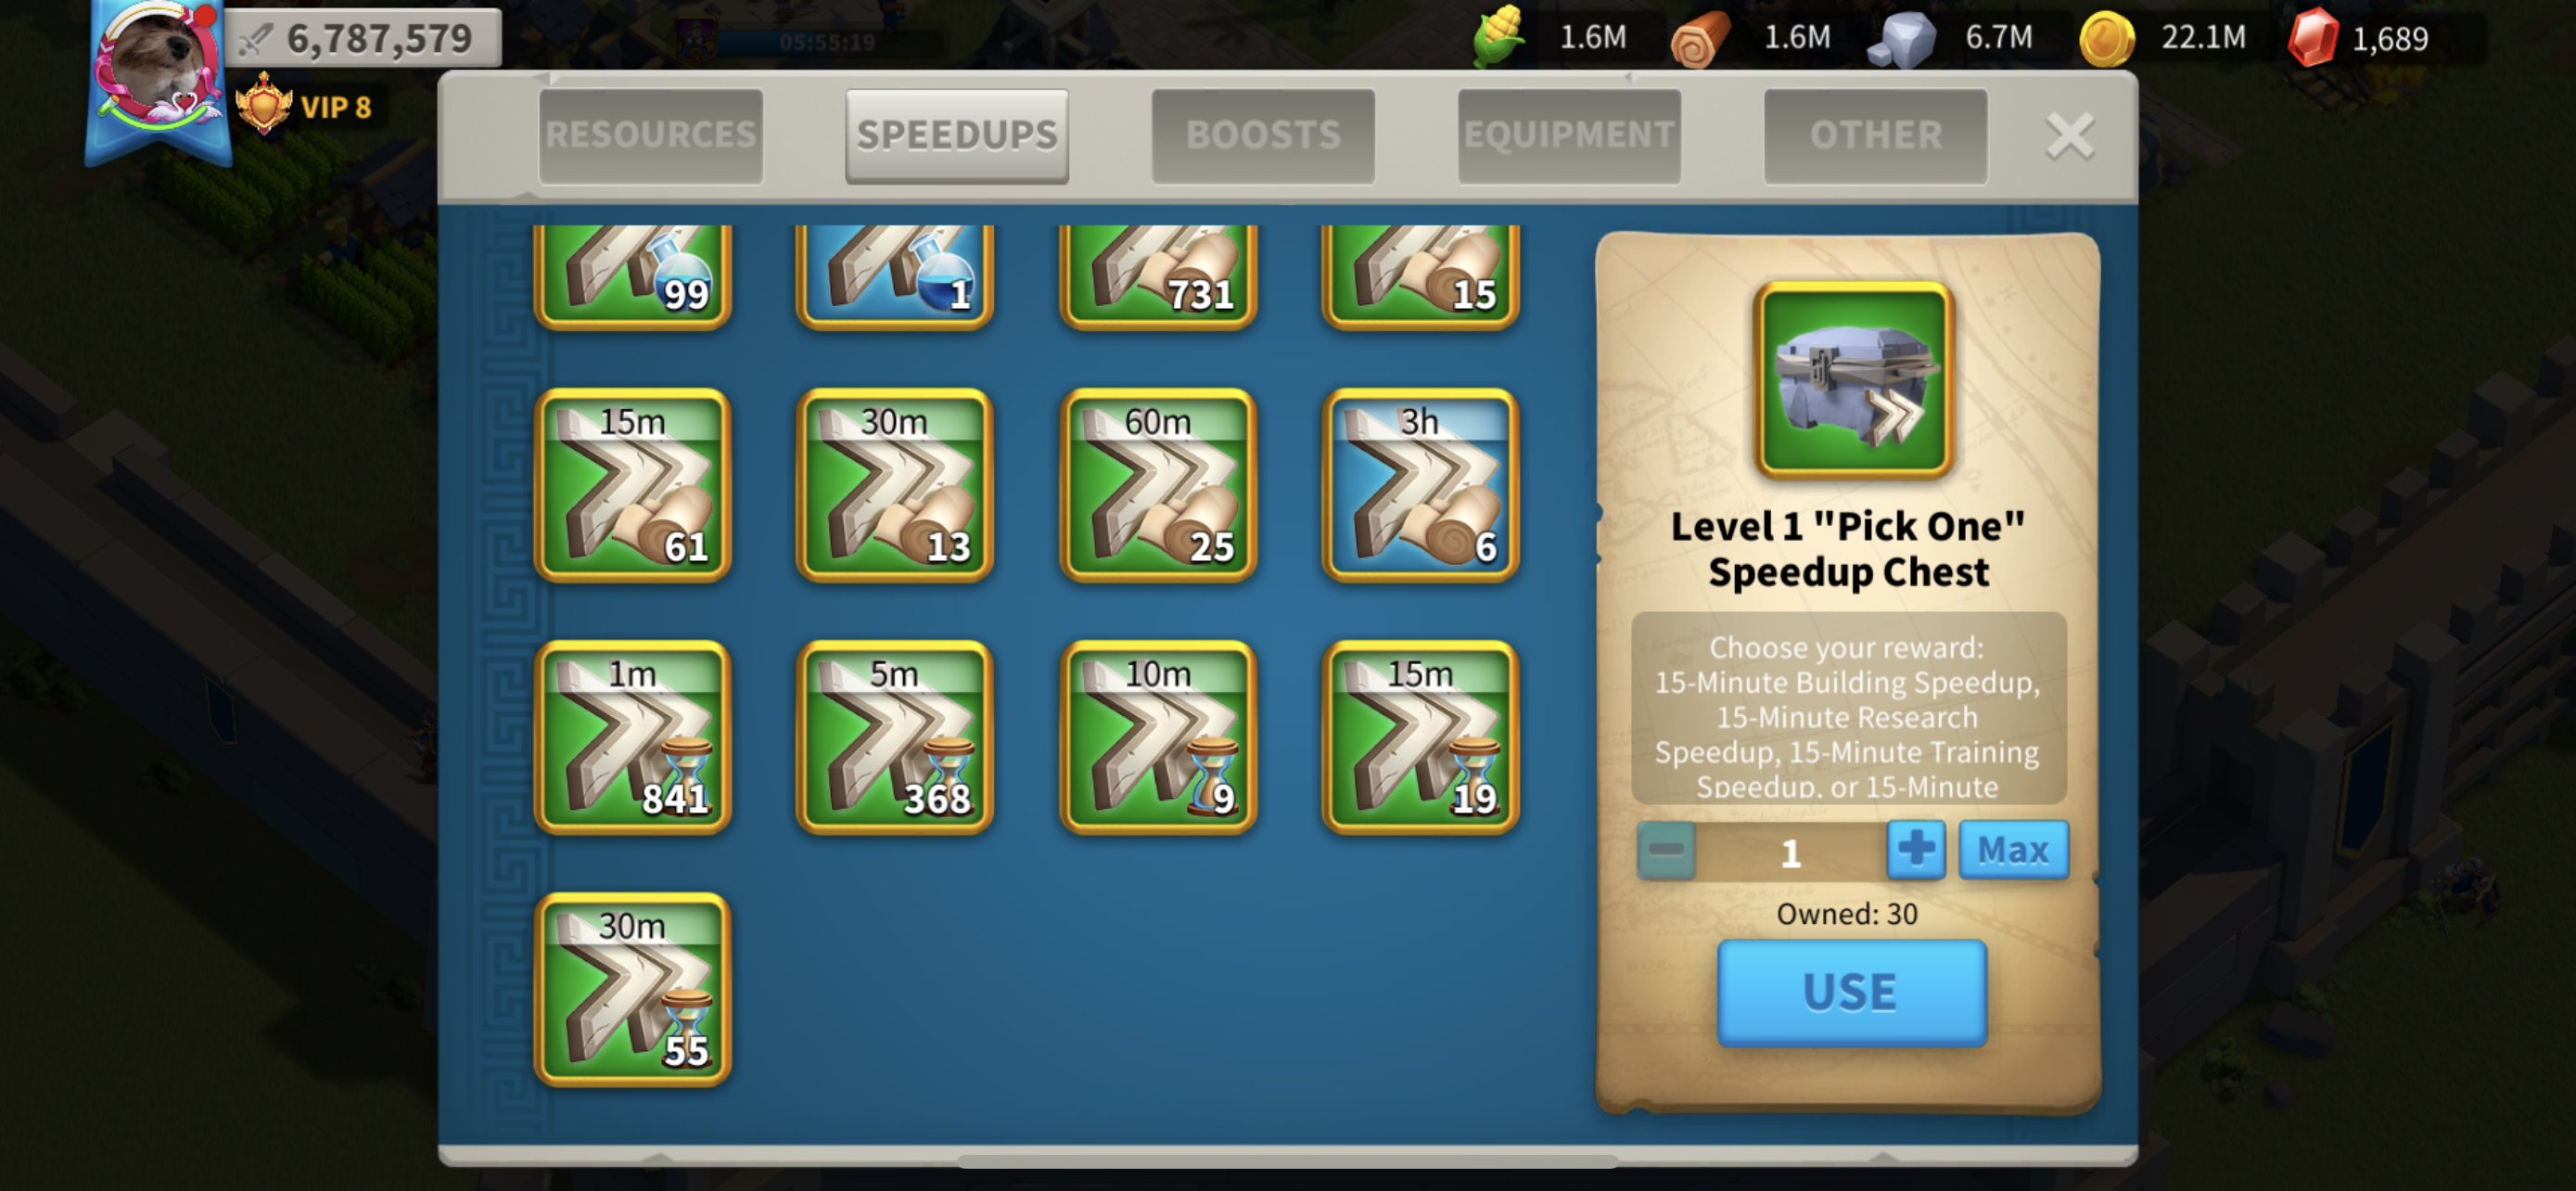 6,787,579
VIP 8
05:55:19
1.6M
1.6M
6.7M
22.1M
1,689
RESOURCES
SPEEDUPS
BOOSTS
EQUIPMENT
OTHER
99
1
731
15
15m
61
30m
13
60m
25
3h
6
1m
841
5m
368
10m
9
15m
19
30m
55
Level 1 "Pick One"
Speedup Chest
Choose your reward:
15-Minute Building Speedup,
15-Minute Research
Speedup, 15-Minute Training
Speedup, or 15-Minute
1
Max
Owned: 30
USE